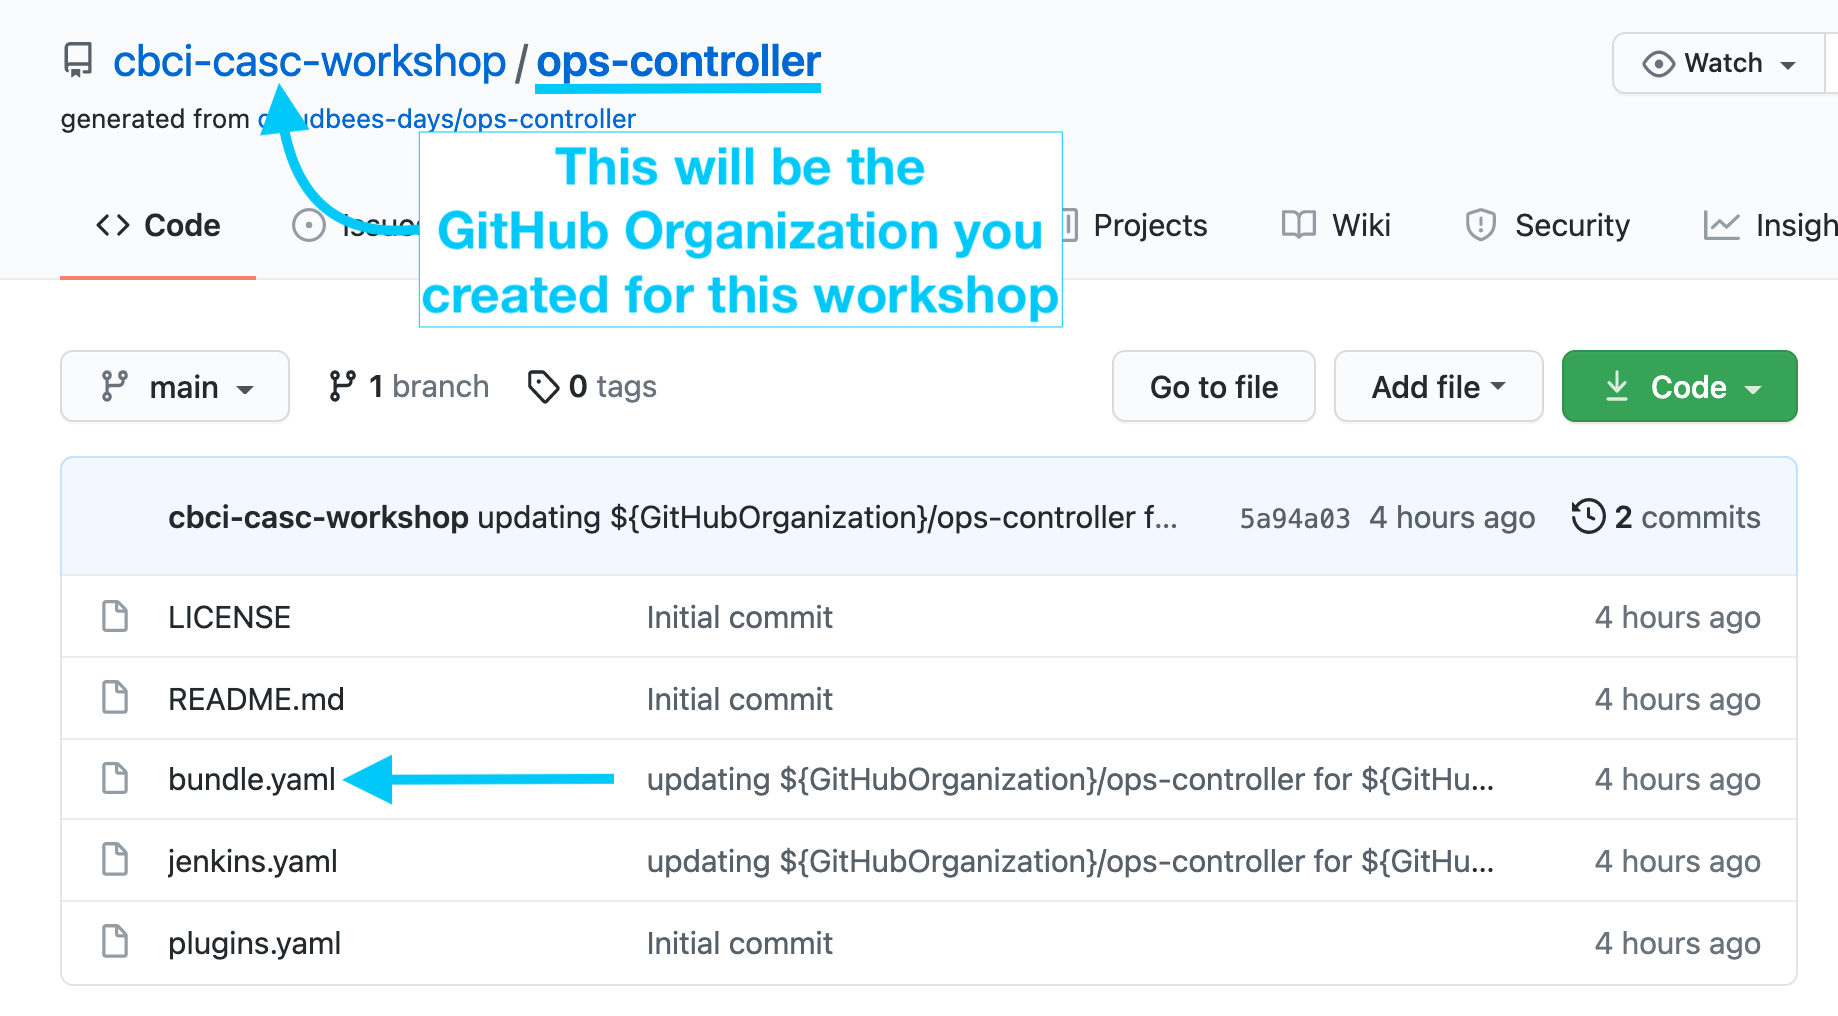 cbci-casc-workshop / ops-controller
Watch
generated from cloudbees-days/ops-controller
This will be the
GitHub Organization you
created for this workshop
Code
Issues
Projects
Wiki
Security
Insigh
main
1 branch
0 tags
Go to file
Add file
Code
cbci-casc-workshop updating ${GitHubOrganization}/ops-controller f... 5a94a03 4 hours ago 2 commits
LICENSE Initial commit 4 hours ago
README.md Initial commit 4 hours ago
bundle.yaml updating ${GitHubOrganization}/ops-controller for ${GitHu... 4 hours ago
jenkins.yaml updating ${GitHubOrganization}/ops-controller for ${GitHu... 4 hours ago
plugins.yaml Initial commit 4 hours ago